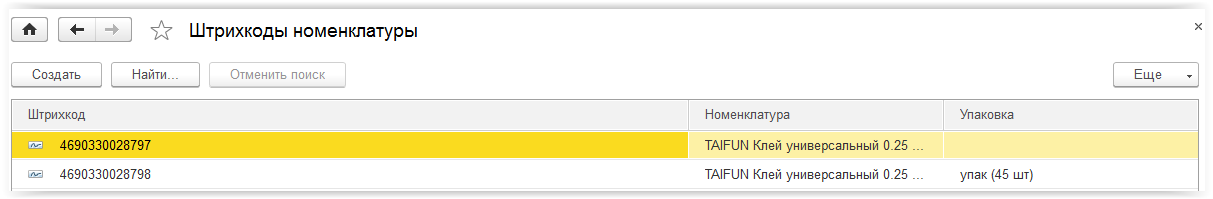 Штрихкоды номенклатуры
Создать Найти... Отменить поиск Еще
Штрихкод Номенклатура Упаковка
4690330028797 TAIFUN Клей универсальный 0.25 ...
4690330028798 TAIFUN Клей универсальный 0.25 ... упак (45 шт)